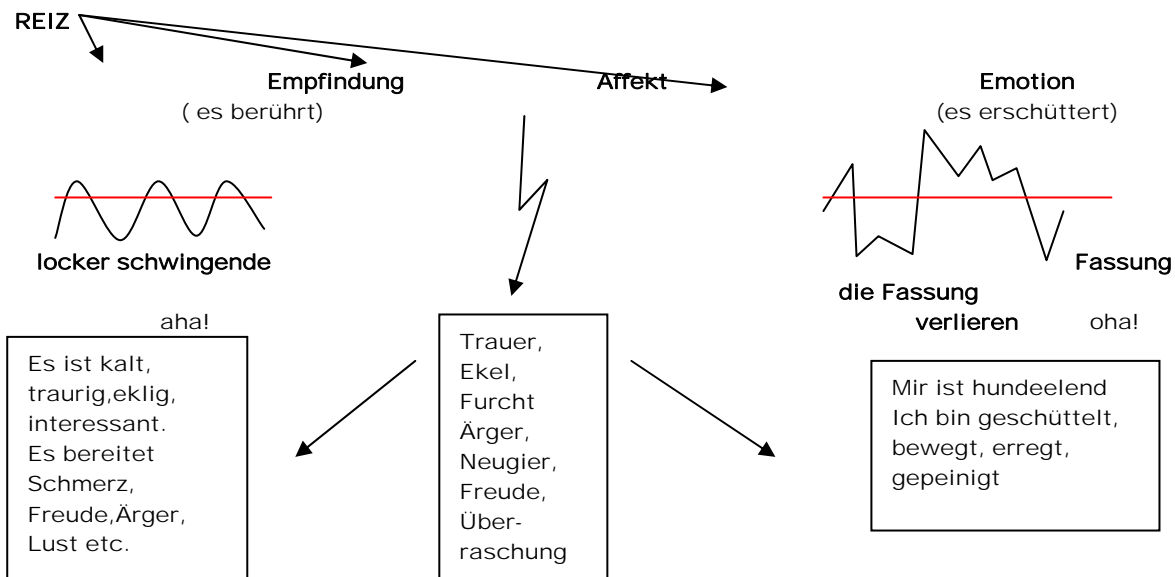 REIZ
Empfindung Affekt Emotion
( es berührt) (es erschüttert)
locker schwingende Fassung
die Fassung
aha! verlieren oha!
Es ist kalt,
traurig,eklig,
interessant.
Es bereitet
Schmerz,
Freude,Ärger,
Lust etc.
Trauer,
Ekel,
Furcht
Ärger,
Neugier,
Freude,
Über-
raschung
Mir ist hundeelend
Ich bin geschüttelt,
bewegt, erregt,
gepeinigt